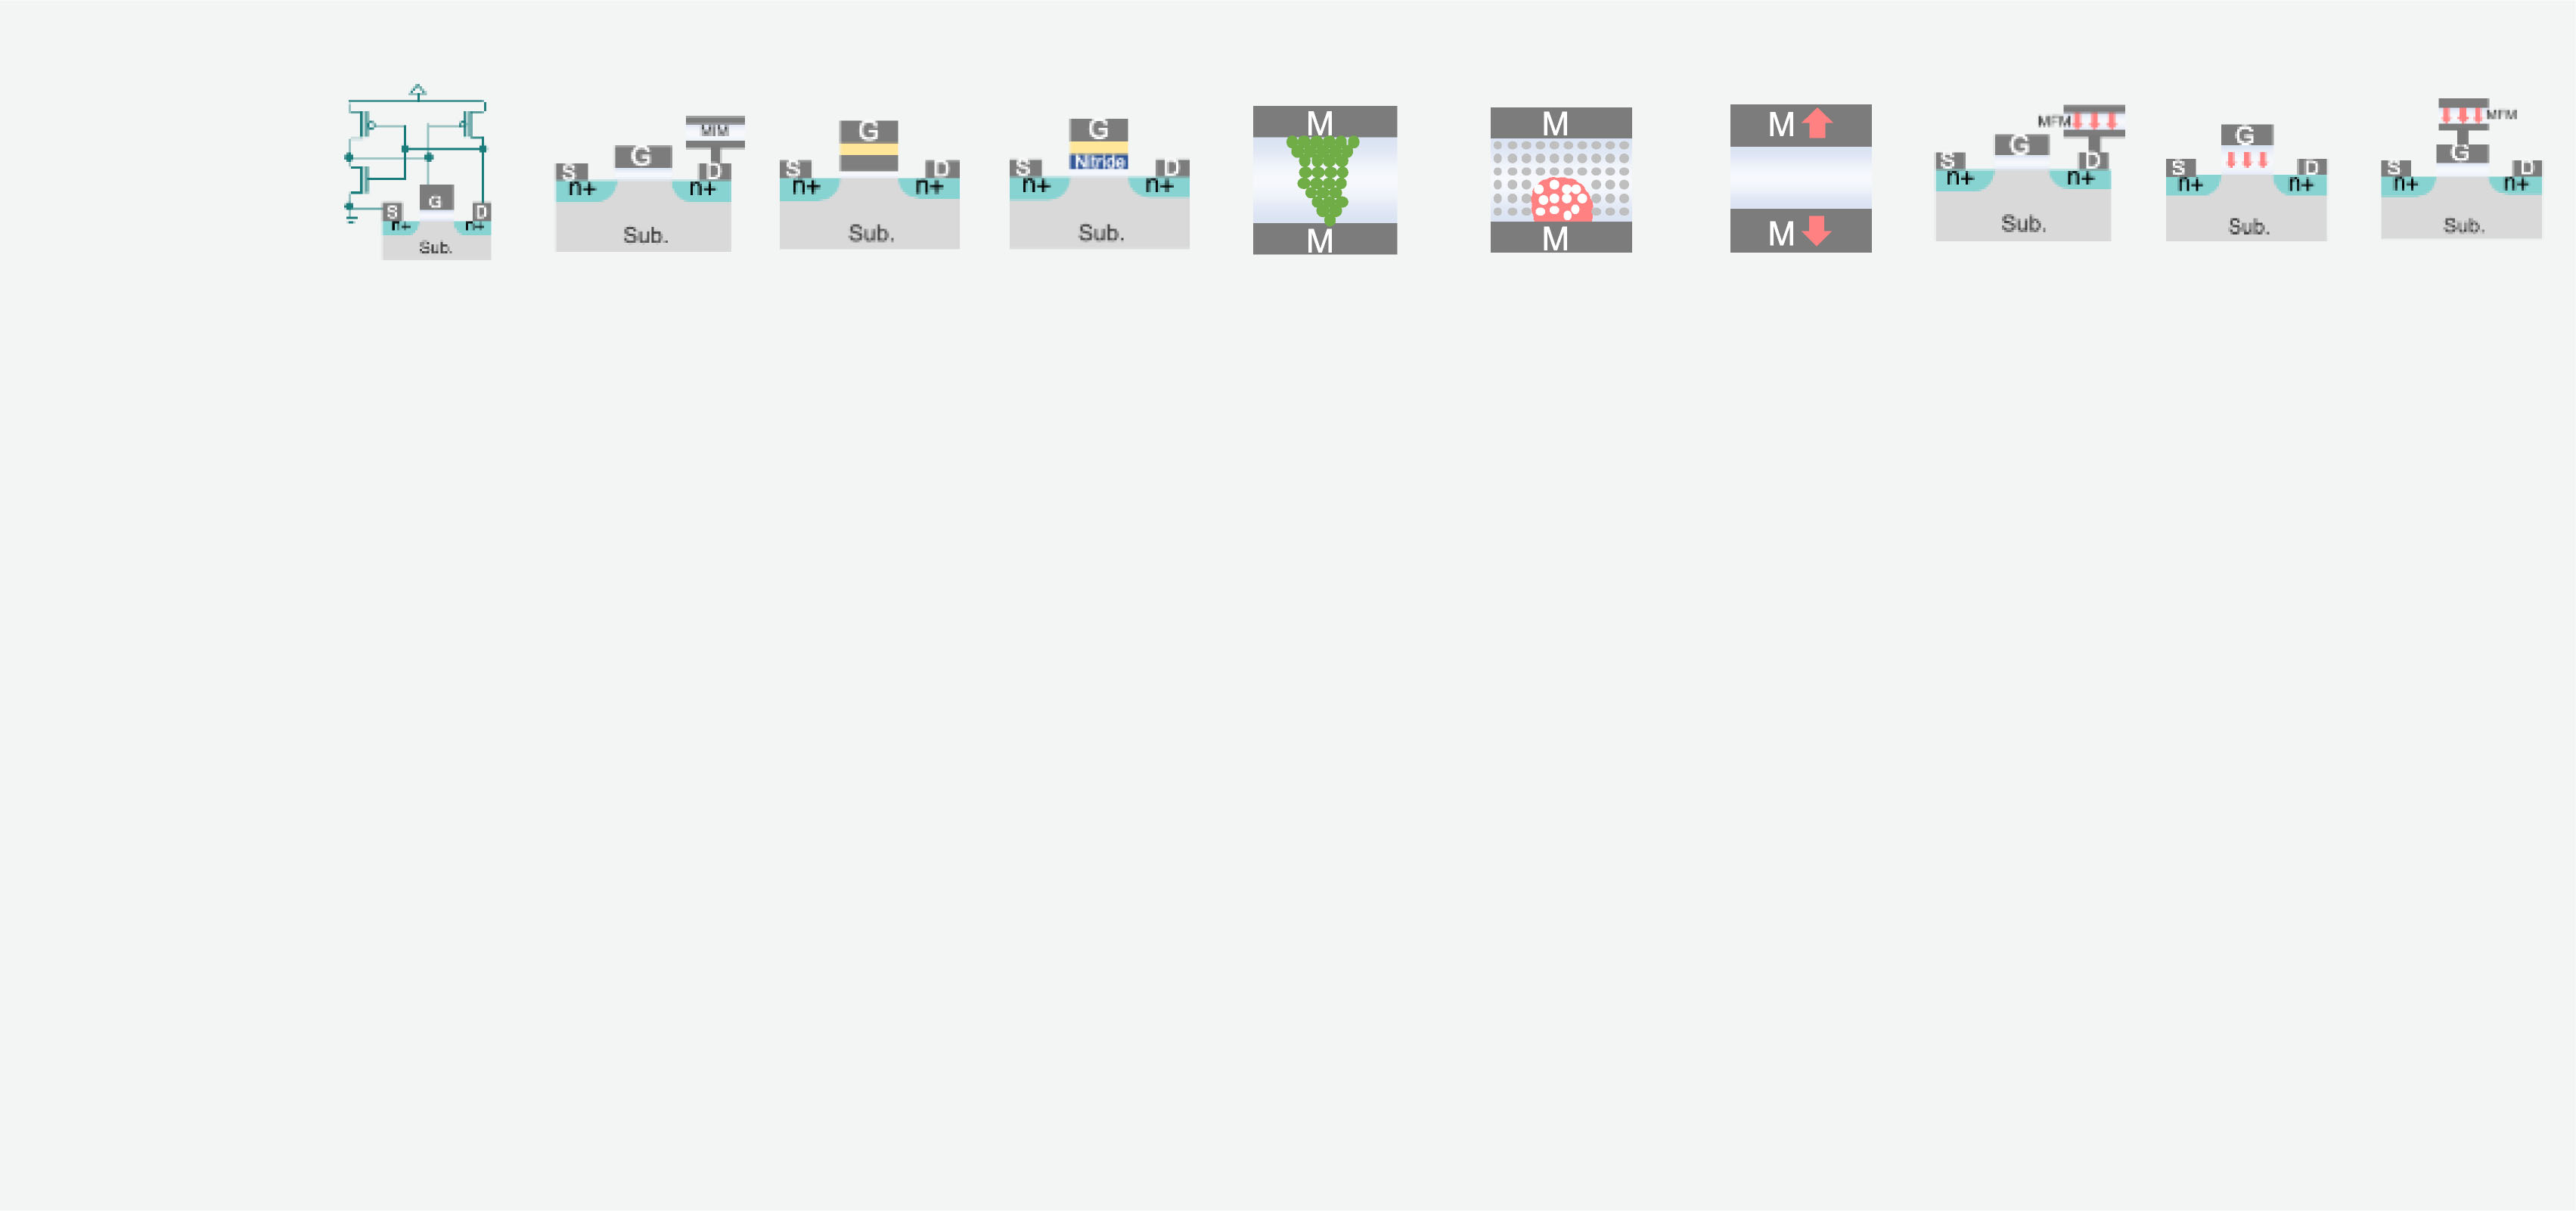 G
S D
n+ n+
Sub.
MIM
G
S D
n+ n+
Sub.
G
S D
n+ n+
Sub.
G
Nitride
S D
n+ n+
Sub.
M
M
M
M
M
M
MFM
G
S D
n+ n+
Sub.
G
S D
n+ n+
Sub.
MFM
G
S D
n+ n+
Sub.